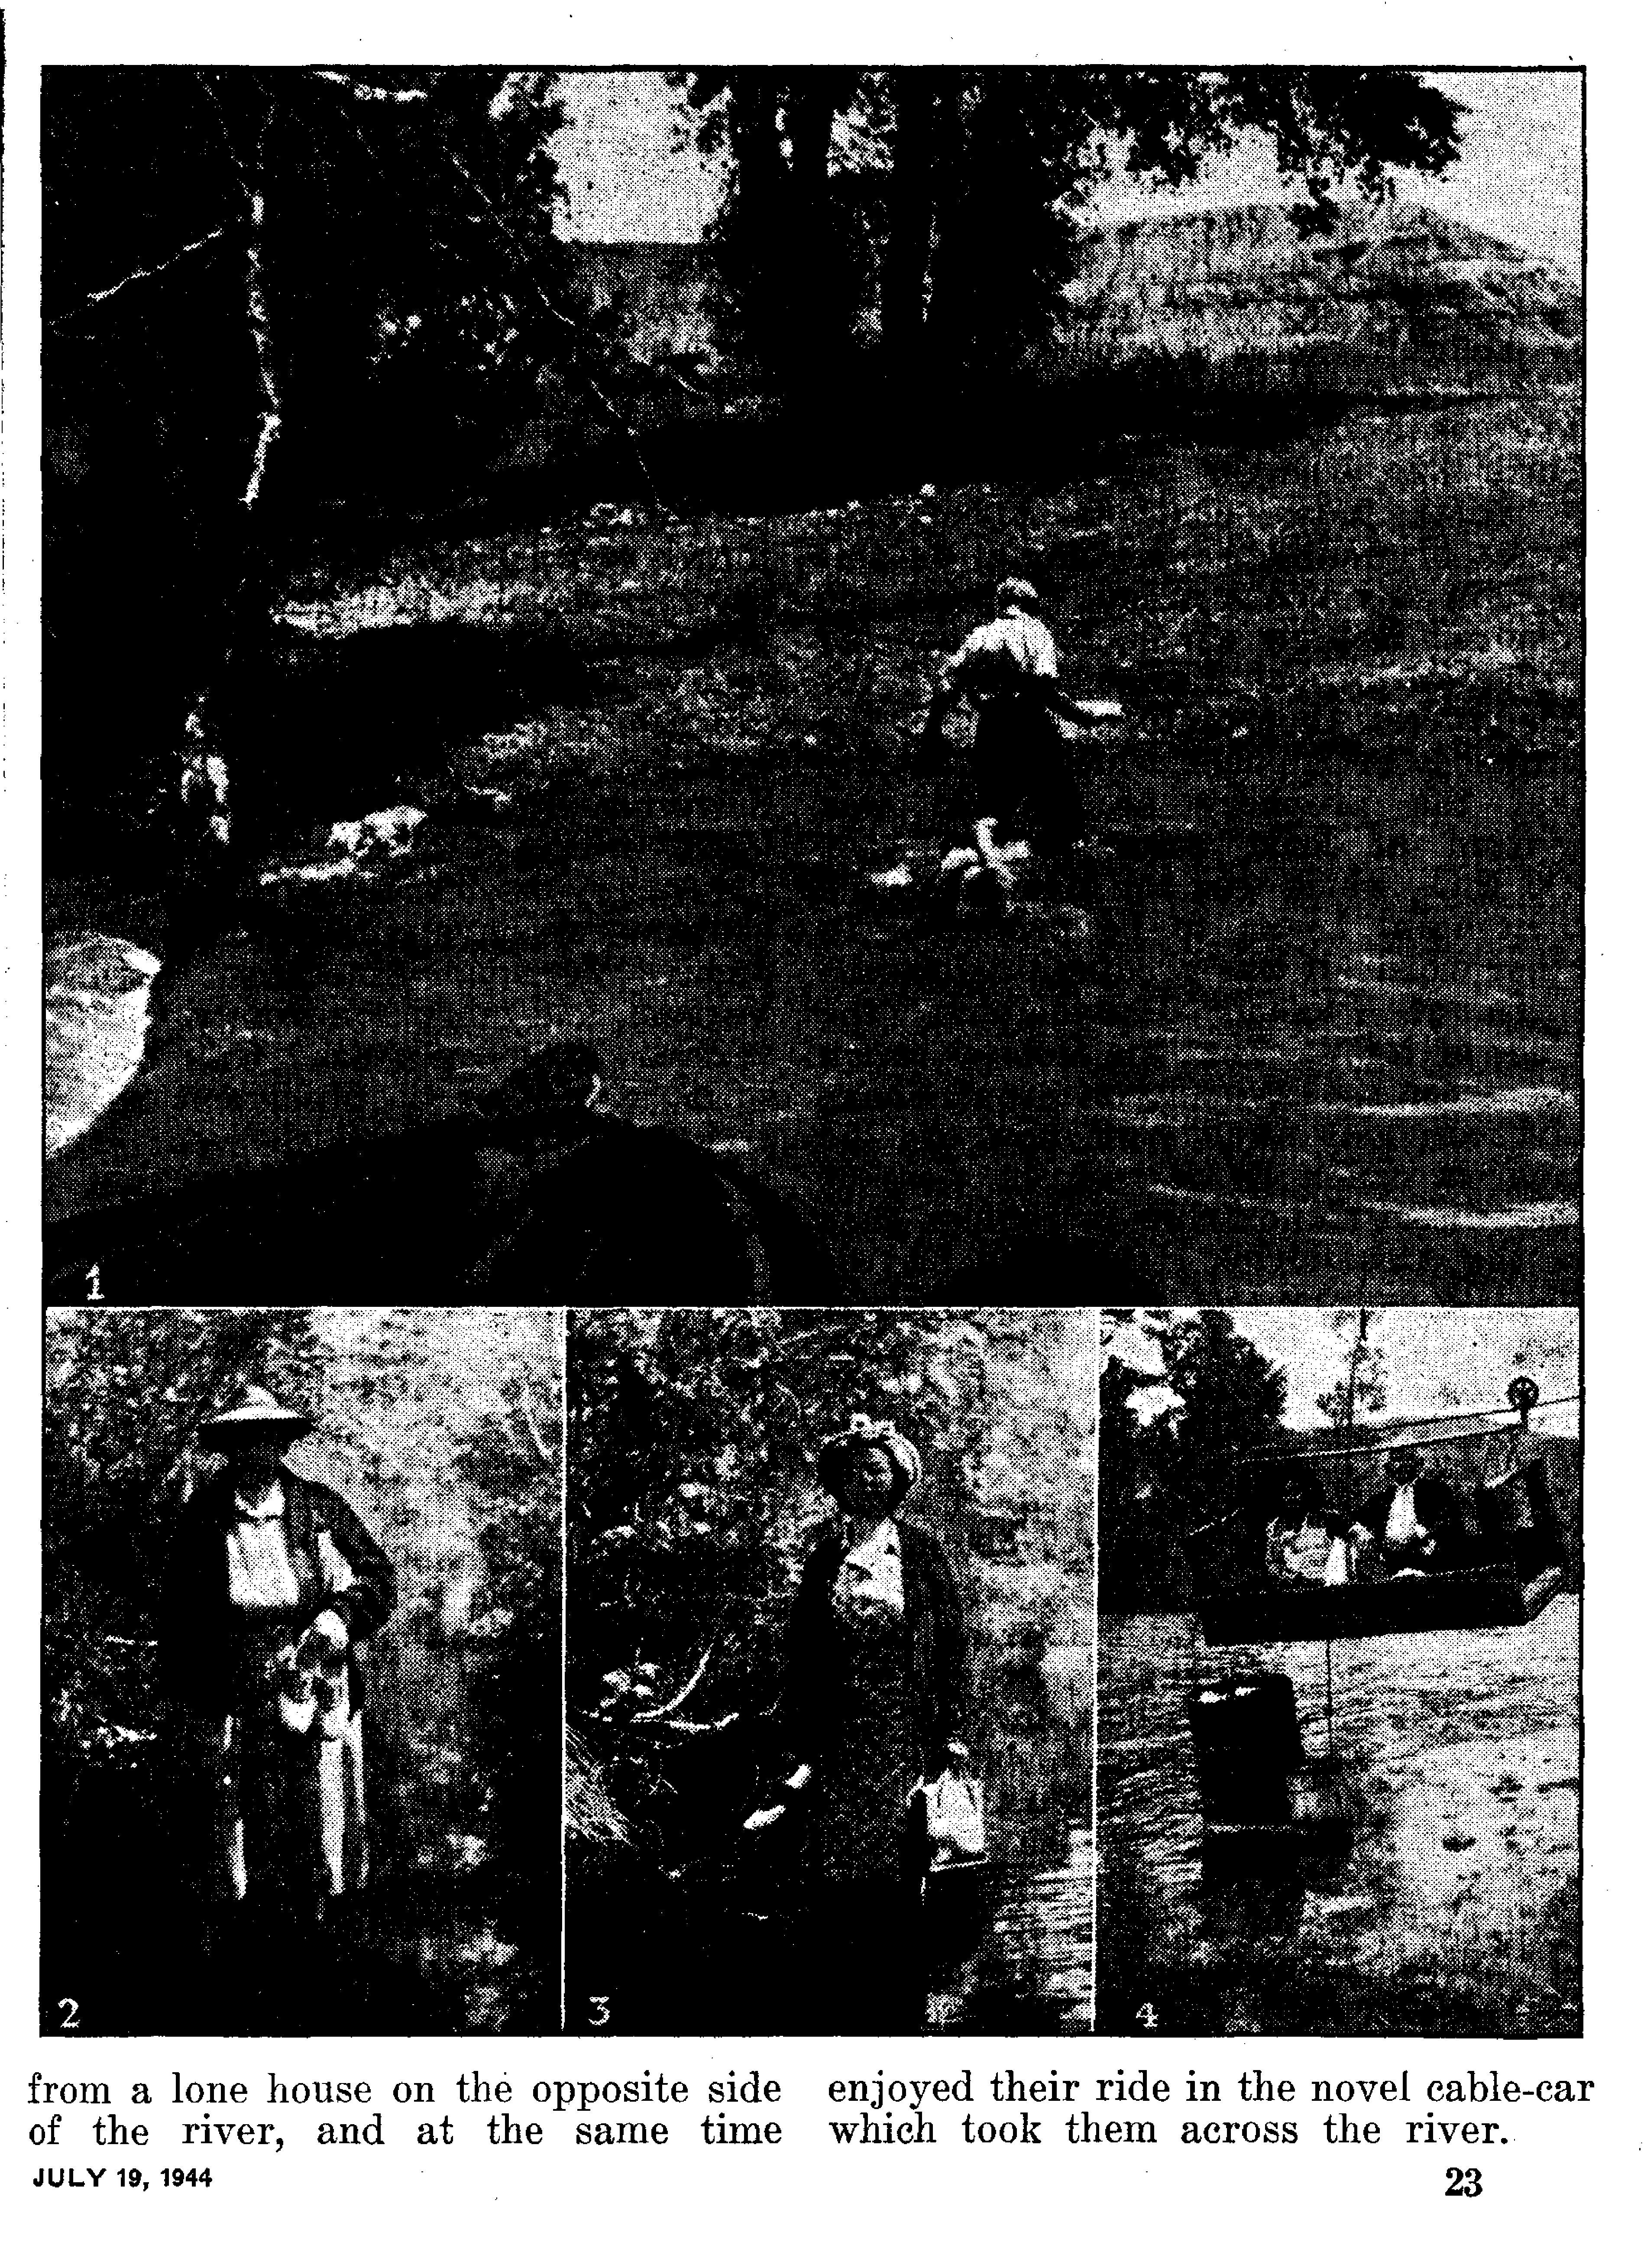 1
2
3
4
from a lone house on the opposite side
of the river, and at the same time
enjoyed their ride in the novel cable-car
which took them across the river.
JULY 19, 1944
23